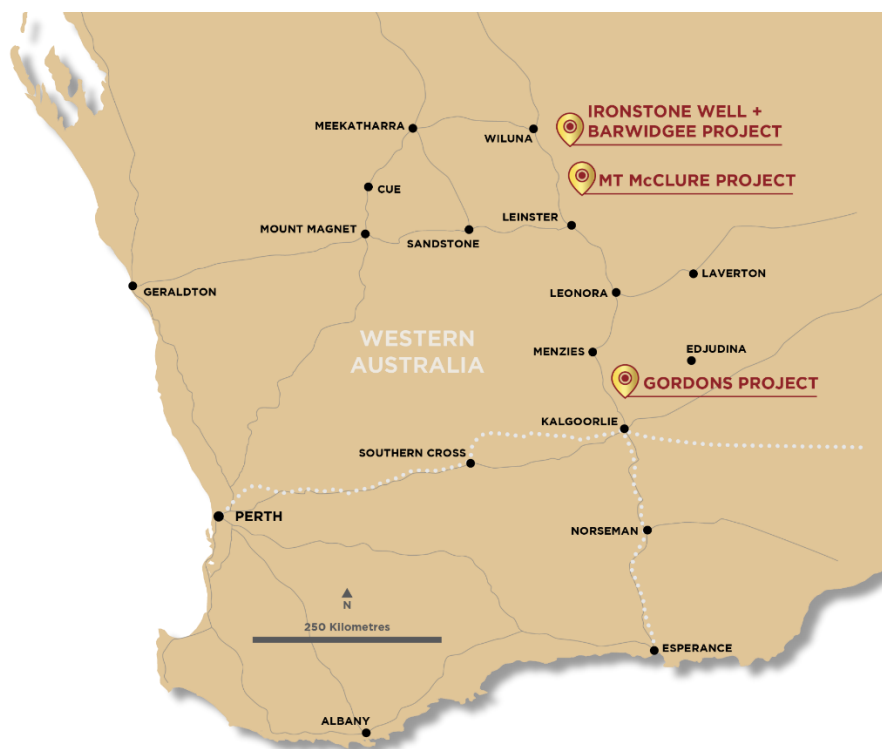 IRONSTONE WELL +
BARWIDGEE PROJECT
MEEKATHARRA
WILUNA
MT McCLURE PROJECT
CUE
LEINSTER
MOUNT MAGNET
SANDSTONE
LAVERTON
GERALDTON
LEONORA
WESTERN
AUSTRALIA
MENZIES
EDJUDINA
GORDONS PROJECT
KALGOORLIE
SOUTHERN CROSS
PERTH
NORSEMAN
N
250 Kilometres
ESPERANCE
ALBANY